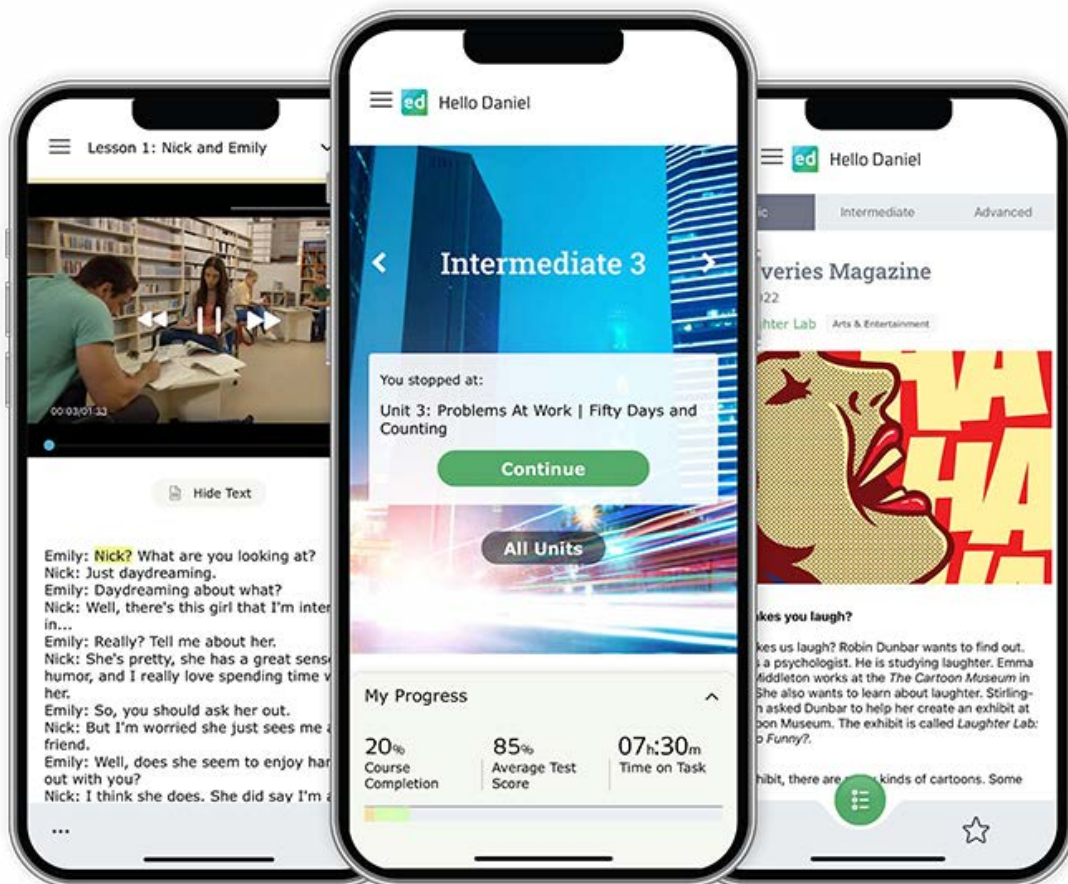 Lesson 1: Nick and Emily
00:03/01:33
Hide Text
Emily: Nick? What are you looking at?
Nick: Just daydreaming.
Emily: Daydreaming about what?
Nick: Well, there's this girl that I'm
in...
Emily: Really? Tell me about her.
Nick: She's pretty, she has a great
humor, and I really love spending time
her.
Emily: So, you should ask her out.
Nick: But I'm worried she just sees me
friend.
Emily: Well, does she seem to enjoy
out with you?
Nick: I think she does. She did say I'm
...
ed Hello Daniel
Intermediate 3
You stopped at:
Unit 3: Problems At Work | Fifty Days and
Counting
Continue
All Units
My Progress
20% 85% 07h:30m
Course Average Test Time on Task
Completion Score
ed Hello Daniel
Intermediate Advanced
Magazine
Lab Arts & Entertainment
HA
HA
you laugh?
us laugh? Robin Dunbar wants to find out.
a psychologist. He is studying laughter. Emma
Middleton works at the The Cartoon Museum in
She also wants to learn about laughter. Stirling-
asked Dunbar to help her create an exhibit at
Museum. The exhibit is called Laughter Lab:
Funny?.
there are kinds of cartoons. Some